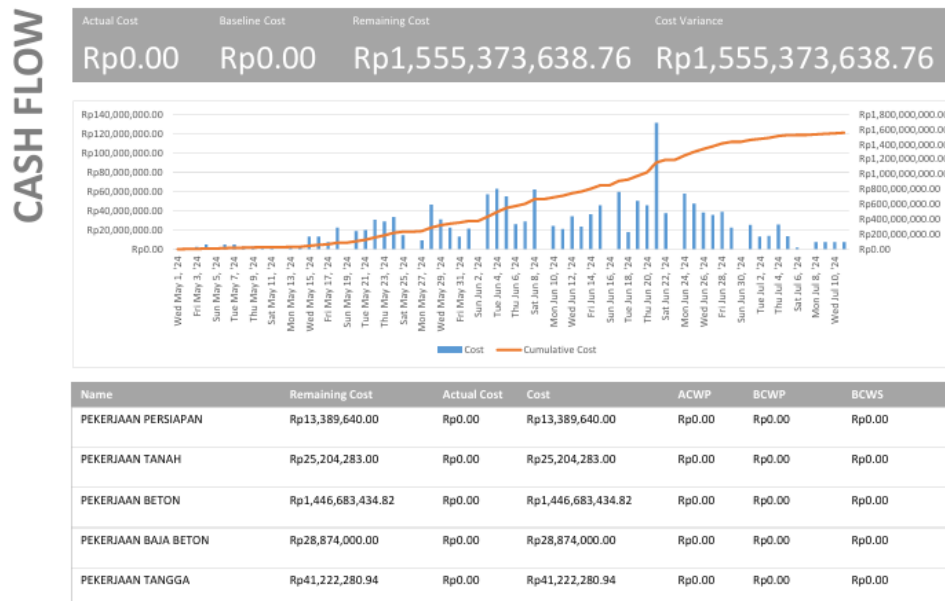 CASH FLOW
Actual Cost Baseline Cost Remaining Cost Cost Variance
Rp0.00 Rp0.00 Rp1,555,373,638.76 Rp1,555,373,638.76
Rp140,000,000.00 Rp1,800,000,000.00
Rp120,000,000.00 Rp1,600,000,000.00
Rp100,000,000.00 Rp1,400,000,000.00
Rp80,000,000.00 Rp1,200,000,000.00
Rp60,000,000.00 Rp1,000,000,000.00
Rp40,000,000.00 Rp800,000,000.00
Rp20,000,000.00 Rp600,000,000.00
Rp0.00 Rp400,000,000.00
Rp200,000,000.00
Rp0.00
Wed May 1, '24
Fri May 3, '24
Sun May 5, '24
Tue May 7, '24
Thu May 9, '24
Sat May 11, '24
Mon May 13, '24
Wed May 15, '24
Fri May 17, '24
Sun May 19, '24
Tue May 21, '24
Thu May 23, '24
Sat May 25, '24
Mon May 27, '24
Wed May 29, '24
Fri May 31, '24
Sun Jun 2, '24
Tue Jun 4, '24
Thu Jun 6, '24
Sat Jun 8, '24
Mon Jun 10, '24
Wed Jun 12, '24
Fri Jun 14, '24
Sun Jun 16, '24
Tue Jun 18, '24
Thu Jun 20, '24
Sat Jun 22, '24
Mon Jun 24, '24
Wed Jun 26, '24
Fri Jun 28, '24
Sun Jun 30, '24
Tue Jul 2, '24
Thu Jul 4, '24
Sat Jul 6, '24
Mon Jul 8, '24
Wed Jul 10, '24
Cost Cumulative Cost
Name Remaining Cost Actual Cost Cost ACWP BCWP BCWS
PEKERJAAN PERSIAPAN Rp13,389,640.00 Rp0.00 Rp13,389,640.00 Rp0.00 Rp0.00 Rp0.00
PEKERJAAN TANAH Rp25,204,283.00 Rp0.00 Rp25,204,283.00 Rp0.00 Rp0.00 Rp0.00
PEKERJAAN BETON Rp1,446,683,434.82 Rp0.00 Rp1,446,683,434.82 Rp0.00 Rp0.00 Rp0.00
PEKERJAAN BAJA BETON Rp28,874,000.00 Rp0.00 Rp28,874,000.00 Rp0.00 Rp0.00 Rp0.00
PEKERJAAN TANGGA Rp41,222,280.94 Rp0.00 Rp41,222,280.94 Rp0.00 Rp0.00 Rp0.00